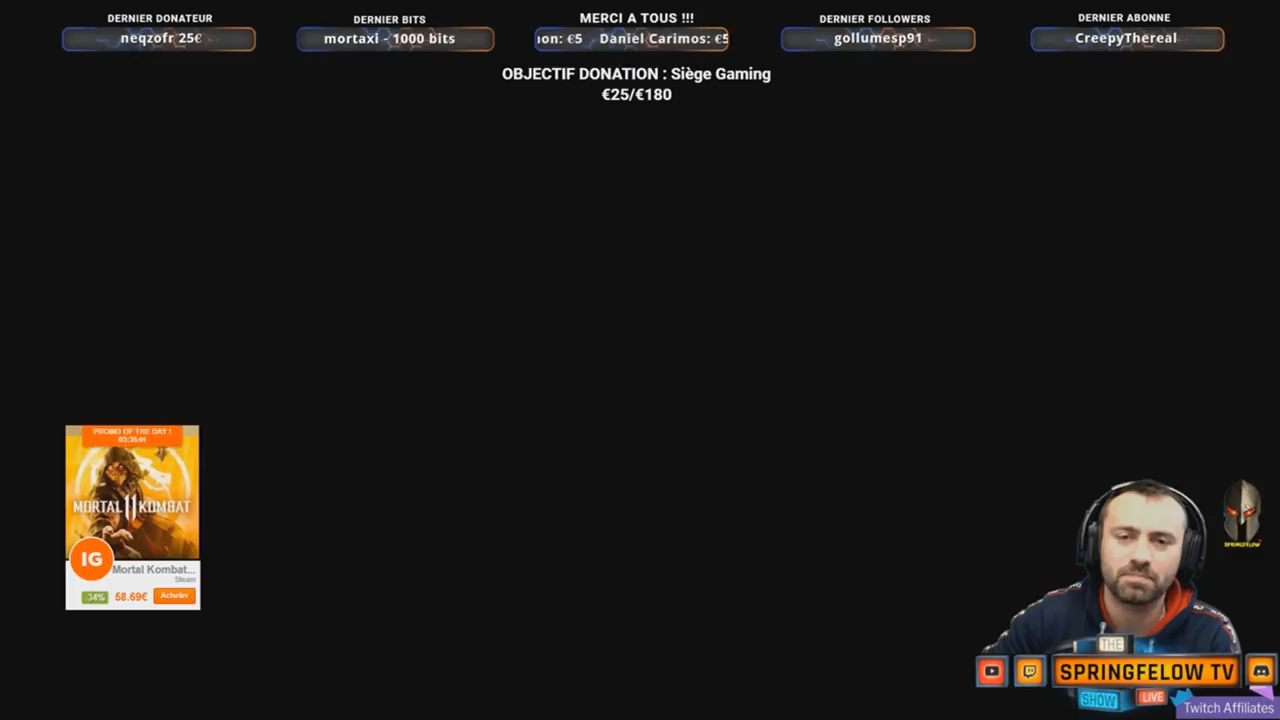 DERNIER DONATEUR
neqzofr 25€
DERNIER BITS
mortaxi - 1000 bits
MERCI A TOUS !!!
ion: €5 Daniel Carimos: €5
DERNIER FOLLOWERS
gollumesp91
DERNIER ABONNE
CreepyThereal
OBJECTIF DONATION : Siège Gaming
€25/€180
PROMO OF THE DAY !
MORTAL 11 KOMBAT
IG
Mortal Kombat...
Steam
-34%
58.69€
Acheter
SPRINGFELOW
THE
SPRINGFELOW TV
SHOW
LIVE
Twitch Affiliates